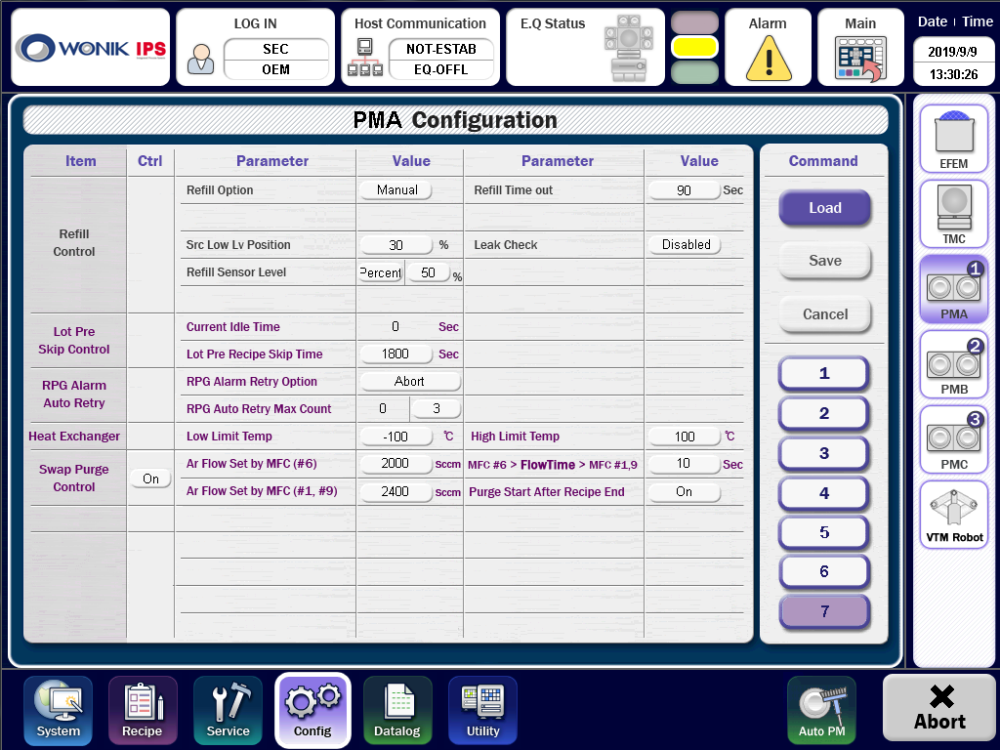 WONIK IPS
LOG IN
SEC
OEM
Host Communication
NOT-ESTAB
EQ-OFFL
E.Q Status
Alarm
Main
Date | Time
2019/9/9
13:30:26
PMA Configuration
Item Ctrl Parameter Value Parameter Value
Refill Control
Refill Option Manual Refill Time out 90 Sec
Src Low Lv Position 30 % Leak Check Disabled
Refill Sensor Level Percent 50 %
Lot Pre Skip Control
Current Idle Time 0 Sec
Lot Pre Recipe Skip Time 1800 Sec
RPG Alarm Auto Retry
RPG Alarm Retry Option Abort
RPG Auto Retry Max Count 0 3
Heat Exchanger Low Limit Temp -100 ℃ High Limit Temp 100 ℃
Swap Purge Control On
Ar Flow Set by MFC (#6) 2000 Sccm MFC #6 > FlowTime > MFC #1,9 10 Sec
Ar Flow Set by MFC (#1, #9) 2400 Sccm Purge Start After Recipe End On
Command
Load
Save
Cancel
1
2
3
4
5
6
7
EFEM
TMC
1
PMA
2
PMB
3
PMC
VTM Robot
System
Recipe
Service
Config
Datalog
Utility
Auto PM
Abort